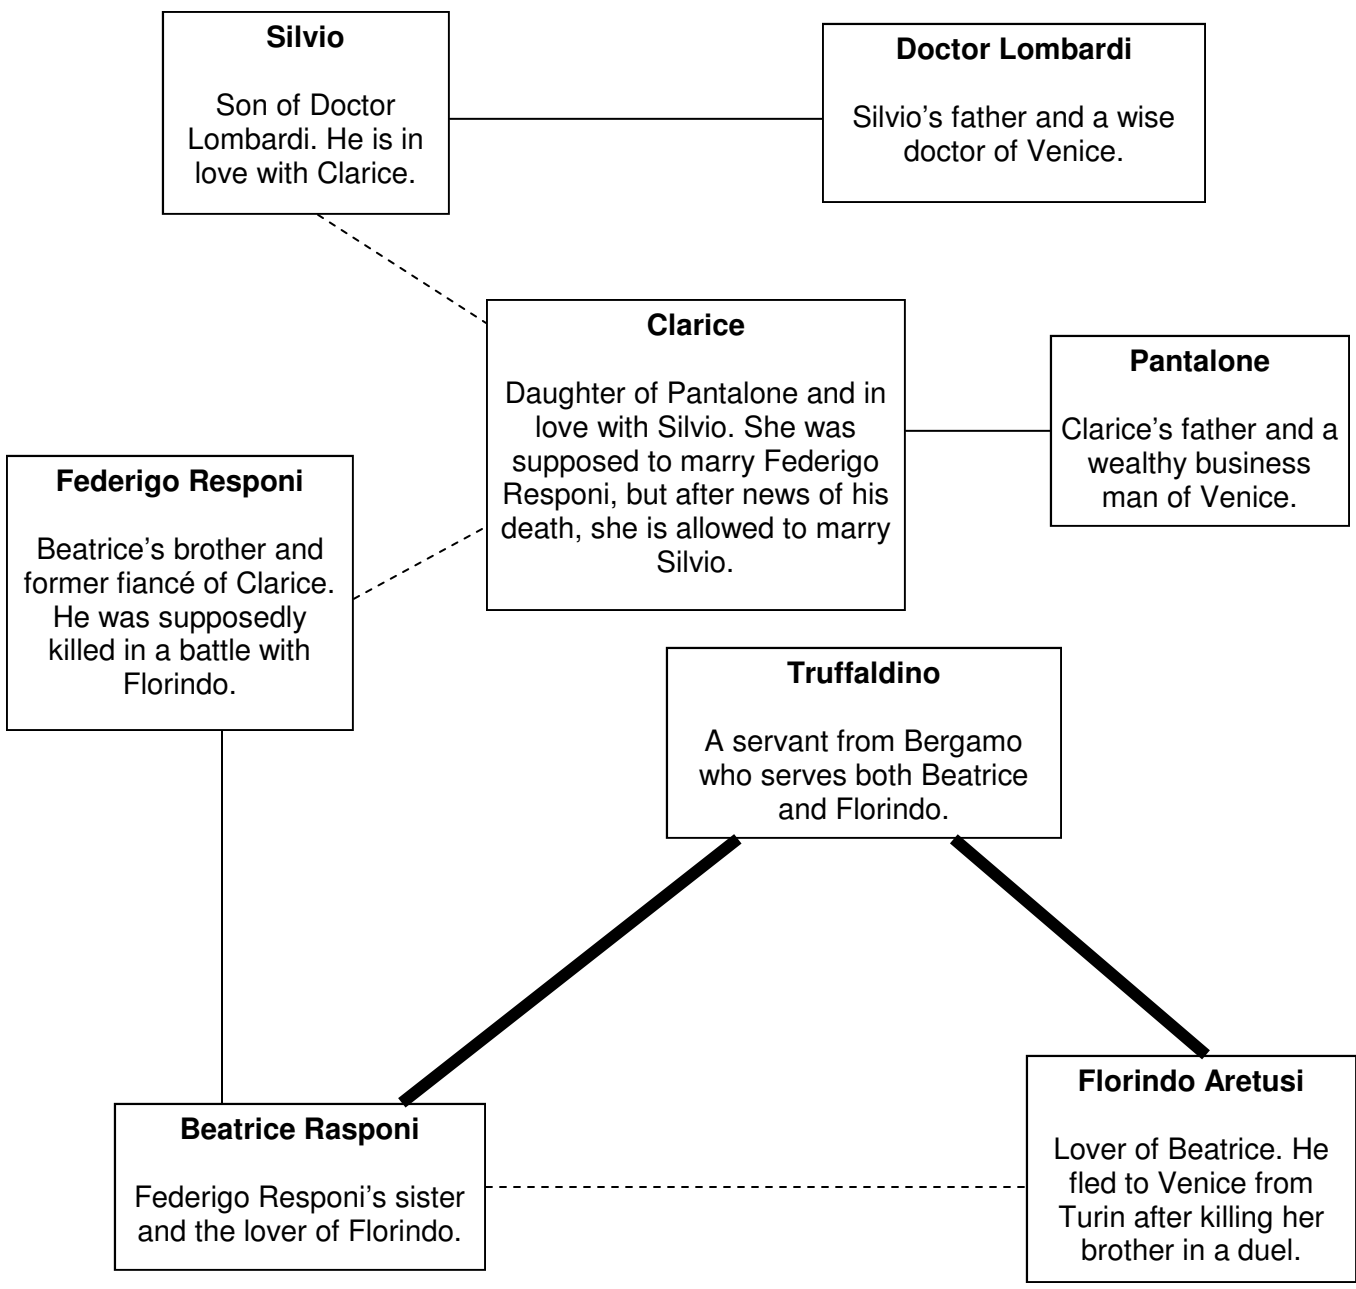 Silvio
Son of Doctor
Lombardi. He is in
love with Clarice.
Doctor Lombardi
Silvio's father and a wise
doctor of Venice.
Clarice
Daughter of Pantalone and in
love with Silvio. She was
supposed to marry Federigo
Responi, but after news of his
death, she is allowed to marry
Silvio.
Pantalone
Clarice's father and a
wealthy business
man of Venice.
Federigo Responi
Beatrice's brother and
former fiancé of Clarice.
He was supposedly
killed in a battle with
Florindo.
Truffaldino
A servant from Bergamo
who serves both Beatrice
and Florindo.
Beatrice Rasponi
Federigo Responi's sister
and the lover of Florindo.
Florindo Aretusi
Lover of Beatrice. He
fled to Venice from
Turin after killing her
brother in a duel.